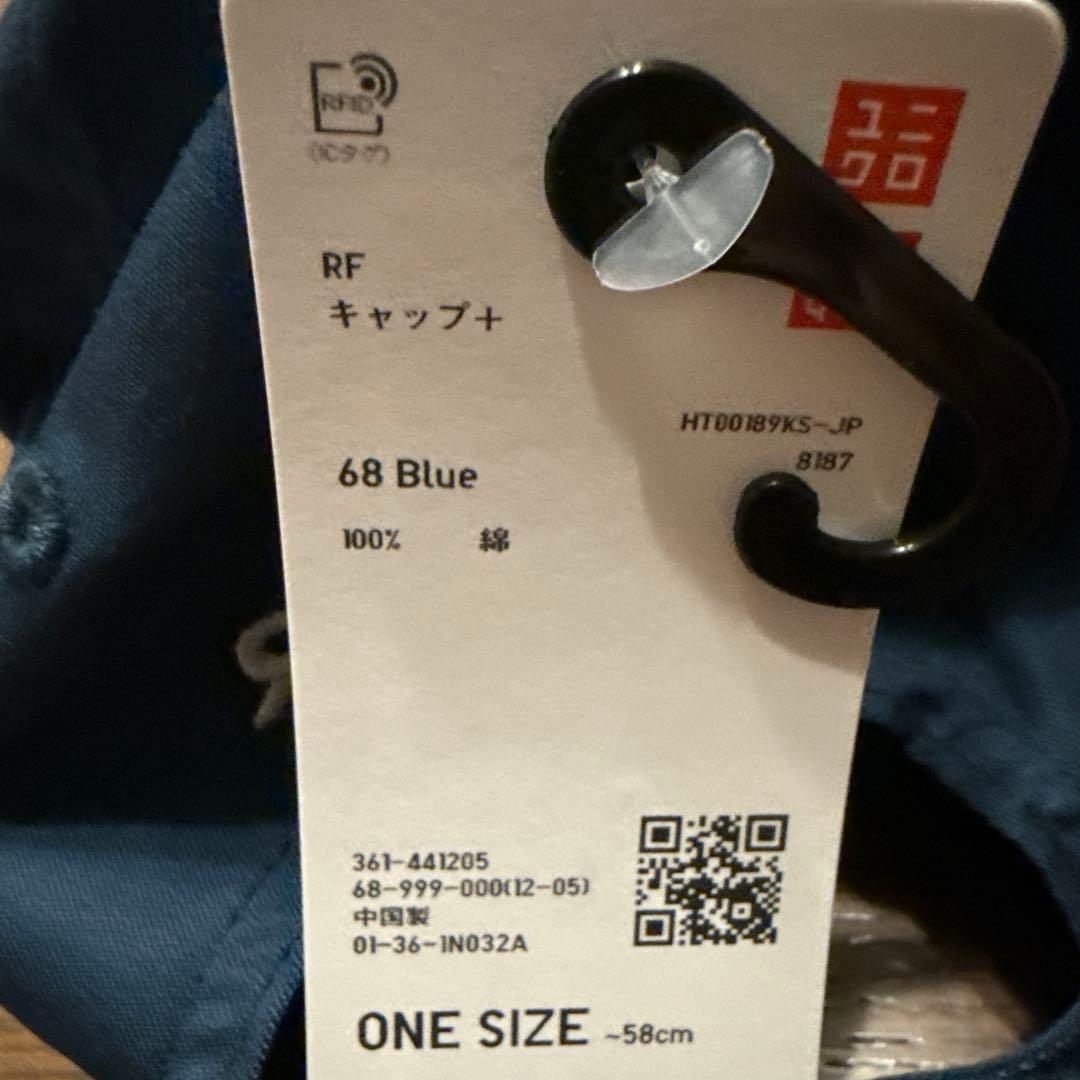 RFID
(ICタグ)
ユニ
クロ
RF
キャップ+
HT00189KS-JP
8187
68 Blue
100% 綿
361-441205
68-999-000(12-05)
中国製
01-36-1N032A
ONE SIZE ~58cm